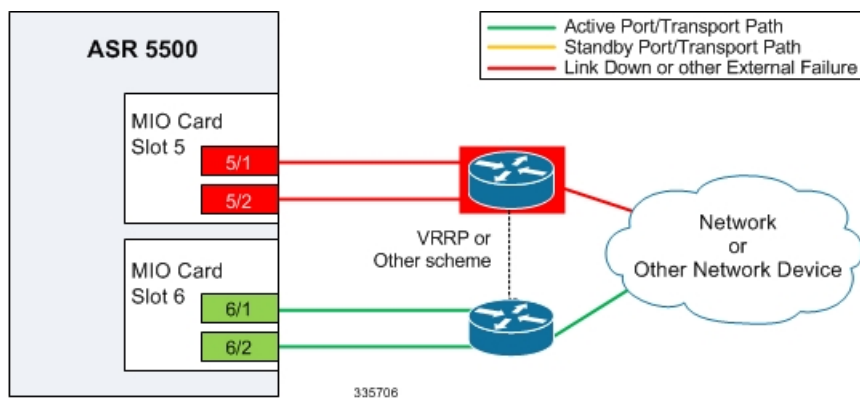 ASR 5500
Active Port/Transport Path
Standby Port/Transport Path
Link Down or other External Failure
MIO Card
Slot 5
5/1
5/2
VRRP or
Other scheme
Network
or
Other Network Device
MIO Card
Slot 6
6/1
6/2
335706